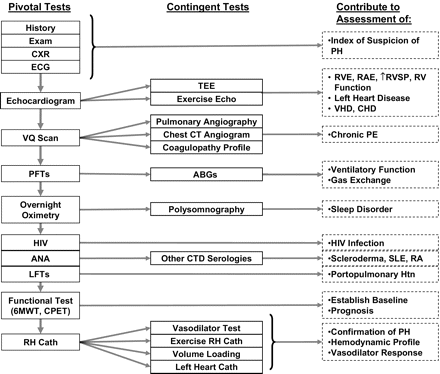 Pivotal Tests
Contingent Tests
Contribute to
Assessment of:
History
Exam
CXR
ECG
•Index of Suspicion of
PH
Echocardiogram
TEE
Exercise Echo
• RVE, RAE, ↑RVSP, RV
Function
• Left Heart Disease
• VHD, CHD
VQ Scan
Pulmonary Angiography
Chest CT Angiogram
Coagulopathy Profile
•Chronic PE
PFTs
ABGs
•Ventilatory Function
•Gas Exchange
Overnight
Oximetry
Polysomnography
•Sleep Disorder
HIV
•HIV Infection
ANA
Other CTD Serologies
•Scleroderma, SLE, RA
LFTs
•Portopulmonary Htn
Functional Test
(6MWT, CPET)
•Establish Baseline
•Prognosis
RH Cath
Vasodilator Test
Exercise RH Cath
Volume Loading
Left Heart Cath
•Confirmation of PH
•Hemodynamic Profile
•Vasodilator Response